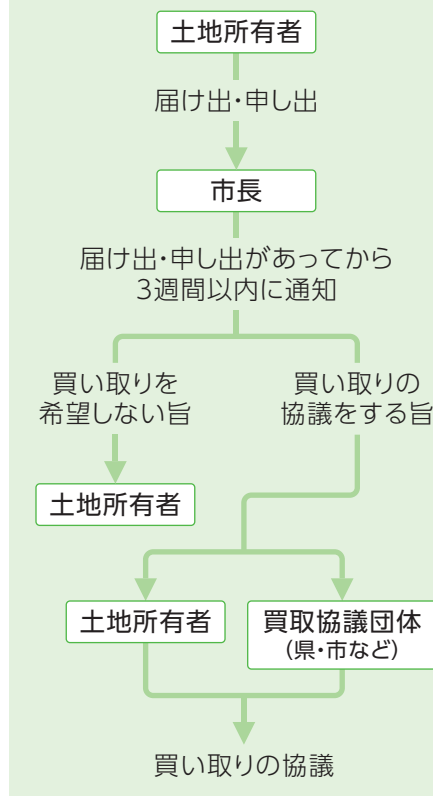 土地所有者
届け出・申し出
市長
届け出・申し出があってから
3週間以内に通知
買い取りを
希望しない旨
買い取りの
協議をする旨
土地所有者
土地所有者
買取協議団体
(県・市など)
買い取りの協議